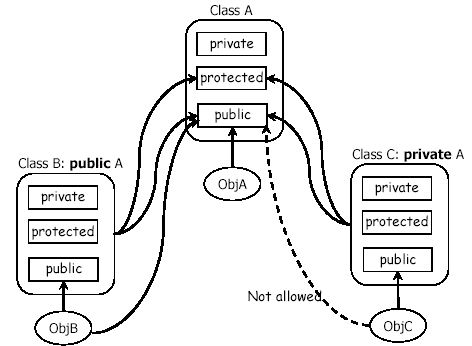 Class A
private
protected
public
ObjA
Class B: public A
private
protected
public
ObjB
Class C: private A
private
protected
public
Not allowed
ObjC